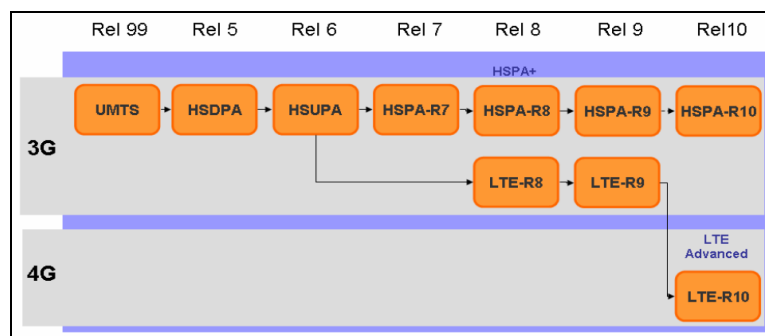 Rel 99 Rel 5 Rel 6 Rel 7 Rel 8 Rel 9 Rel10
HSPA+
UMTS HSDPA HSUPA HSPA-R7 HSPA-R8 HSPA-R9 HSPA-R10
3G
LTE-R8 LTE-R9
LTE
Advanced
4G
LTE-R10